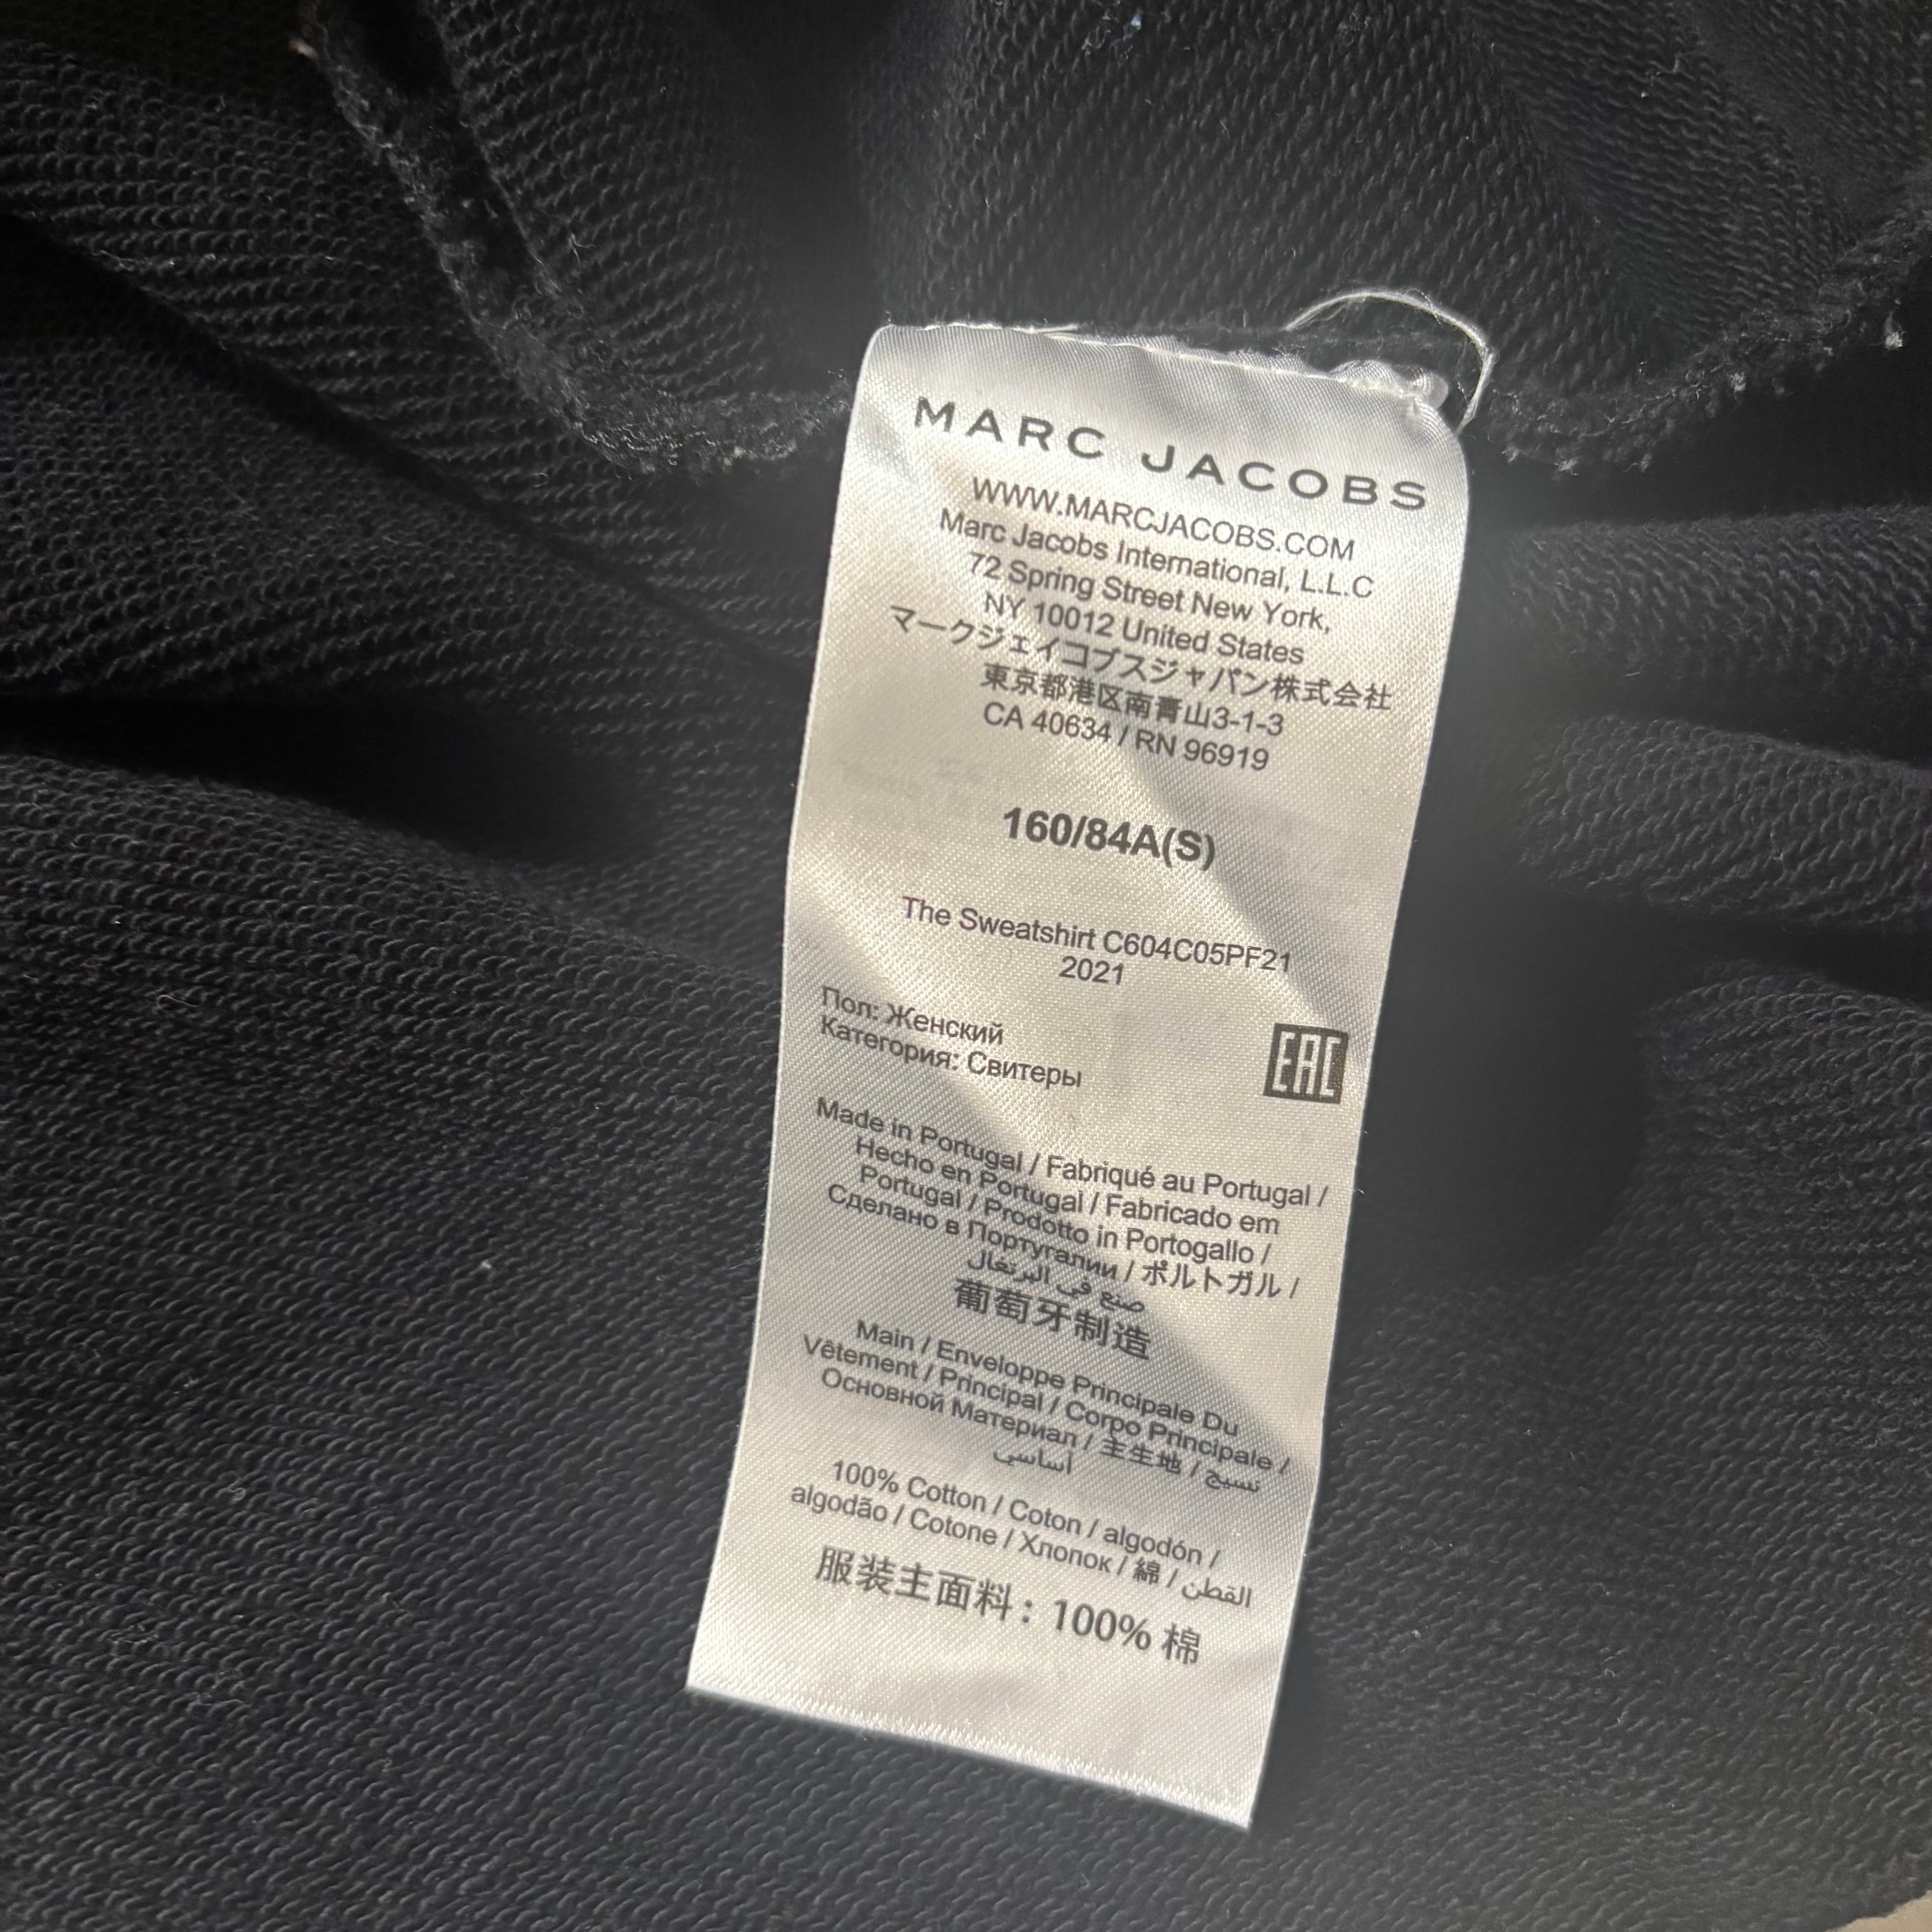 MARC JACOBS
WWW.MARCJACOBS.COM
Marc Jacobs International, L.L.C
72 Spring Street New York,
NY 10012 United States
マークジェイコブスジャパン株式会社
東京都港区南青山3-1-3
CA 40634 / RN 96919
160/84A(S)
The Sweatshirt C604C05PF21
2021
Пол: Женский
Категория: Свитеры
EAC
Made in Portugal / Fabriqué au Portugal /
Hecho en Portugal / Fabricado em
Portugal / Prodotto in Portogallo /
Сделано в Португалии / ポルトガル /
صنع في البرتغال
葡萄牙制造
Main / Enveloppe Principale Du
Vêtement / Principal / Corpo Principale /
Основной Материал / 主生地 / نسيج
أساسي
100% Cotton / Coton / algodón /
algodão / Cotone / Хлопок / 綿 / القطن
服装主面料：100% 棉